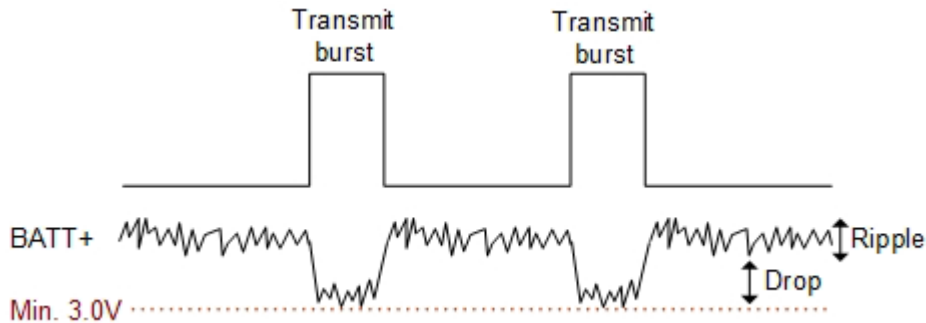 Transmit
burst
Transmit
burst
BATT+
Ripple
Drop
Min. 3.0V